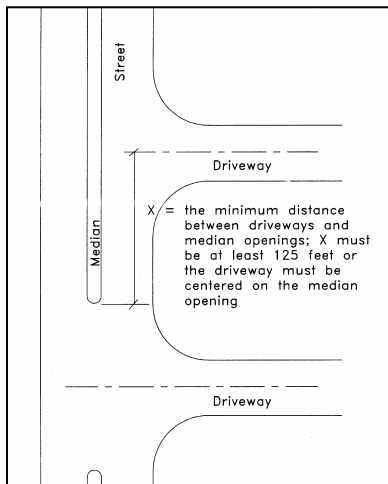 Street
Driveway
X = the minimum distance
between driveways and
median openings; X must
be at least 125 feet or
the driveway must be
centered on the median
opening
Median
Driveway